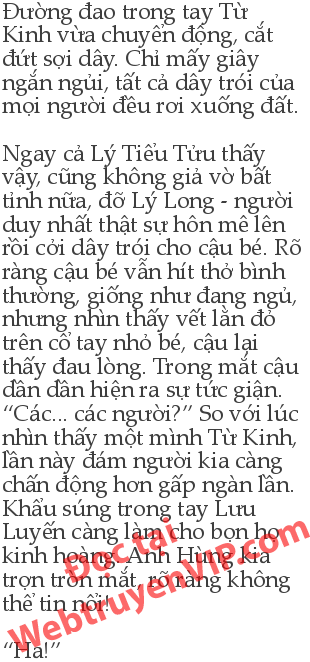 Đường đao trong tay Từ
Kinh vừa chuyển động, cắt
đứt sợi dây. Chỉ mấy giây
ngắn ngủi, tất cả dây trói của
mọi người đều rơi xuống đất.

Ngay cả Lý Tiểu Tửu thấy
vậy, cũng không giả vờ bất
tỉnh nữa, đỡ Lý Long - người
duy nhất thật sự hôn mê lên
rồi cởi dây trói cho cậu bé. Rõ
ràng cậu bé vẫn hít thở bình
thường, giống như đang ngủ,
nhưng nhìn thấy vết lằn đỏ
trên cổ tay nhỏ bé, cậu lại
thấy đau lòng. Trong mắt cậu
dần dần hiện ra sự tức giận.
“Các... các người?” So với lúc
nhìn thấy một mình Từ Kinh,
lần này đám người kia càng
chấn động hơn gấp ngàn lần.
Khẩu súng trong tay Lưu
Luyến càng làm cho bọn họ
kinh hoàng. Anh Hùng kia
trợn tròn mắt, rõ ràng không
thể tin nổi!

“Ha!”
Đọc tại
WebtruyenVIP.com